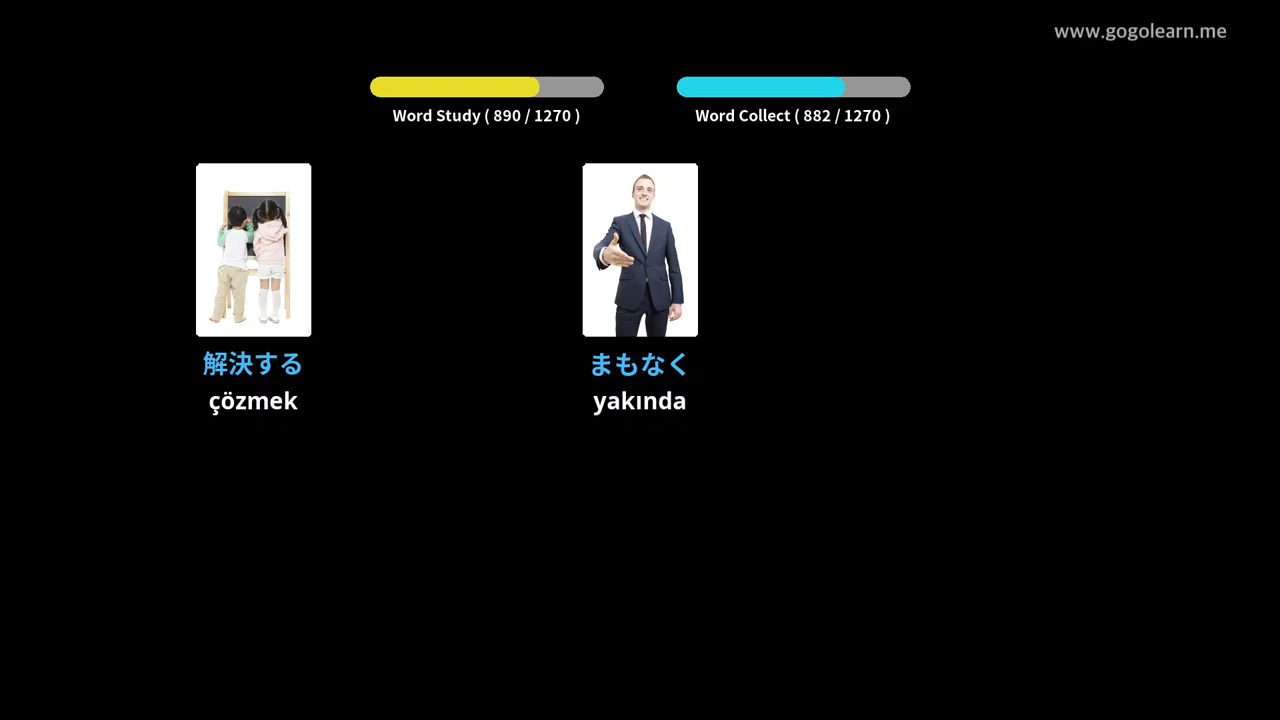 www.gogolearn.me
Word Study ( 890 / 1270 )
Word Collect ( 882 / 1270 )
解決する
çözmek
まもなく
yakında